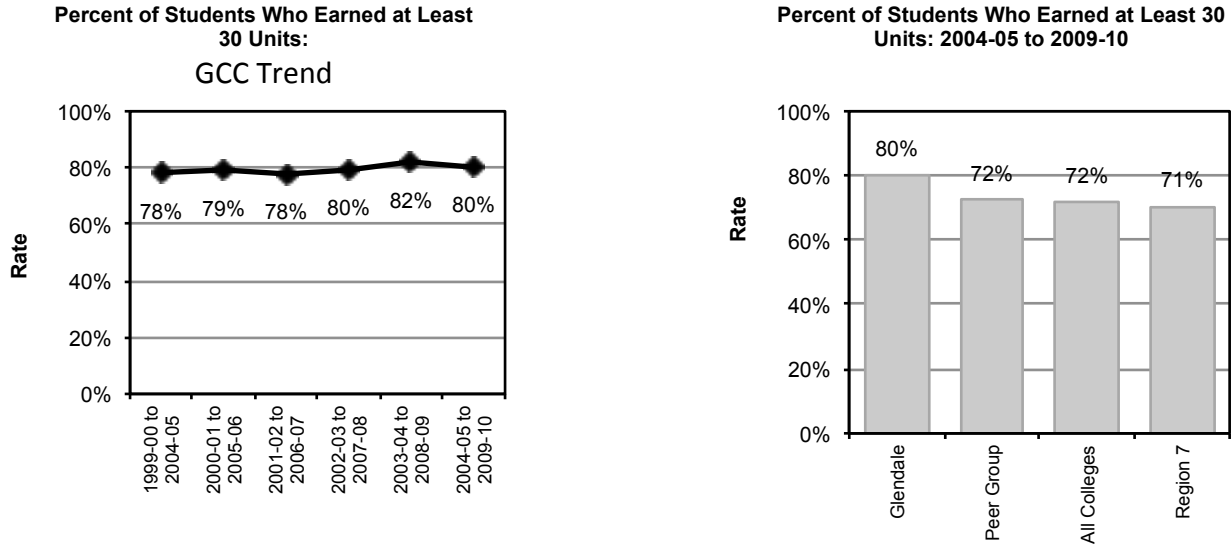 Percent of Students Who Earned at Least
30 Units:
GCC Trend
100%
80%
60%
40%
20%
0%
Rate
78%
79%
78%
80%
82%
80%
1999-00 to
2004-05
2000-01 to
2005-06
2001-02 to
2006-07
2002-03 to
2007-08
2003-04 to
2008-09
2004-05 to
2009-10
Percent of Students Who Earned at Least 30
Units: 2004-05 to 2009-10
100%
80%
60%
40%
20%
0%
Rate
80%
72%
72%
71%
Glendale
Peer Group
All Colleges
Region 7